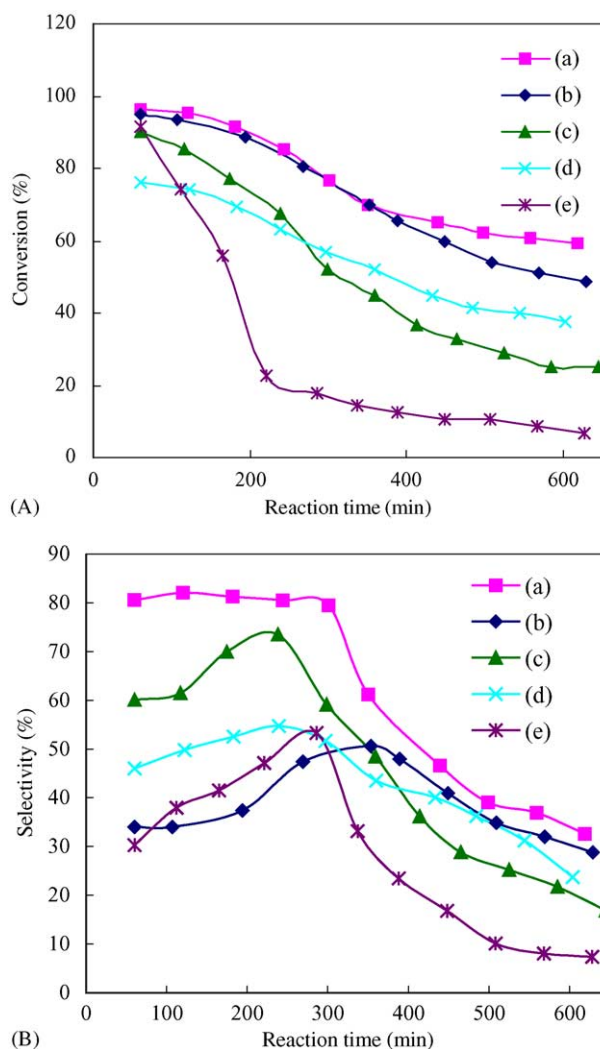 120
100
80
60
40
20
0
Conversion (%)
0 200 400 600
Reaction time (min)
(a)
(b)
(c)
(d)
(e)
(A)
90
80
70
60
50
40
30
20
10
0
Selectivity (%)
0 100 200 300 400 500 600
Reaction time (min)
(a)
(b)
(c)
(d)
(e)
(B)